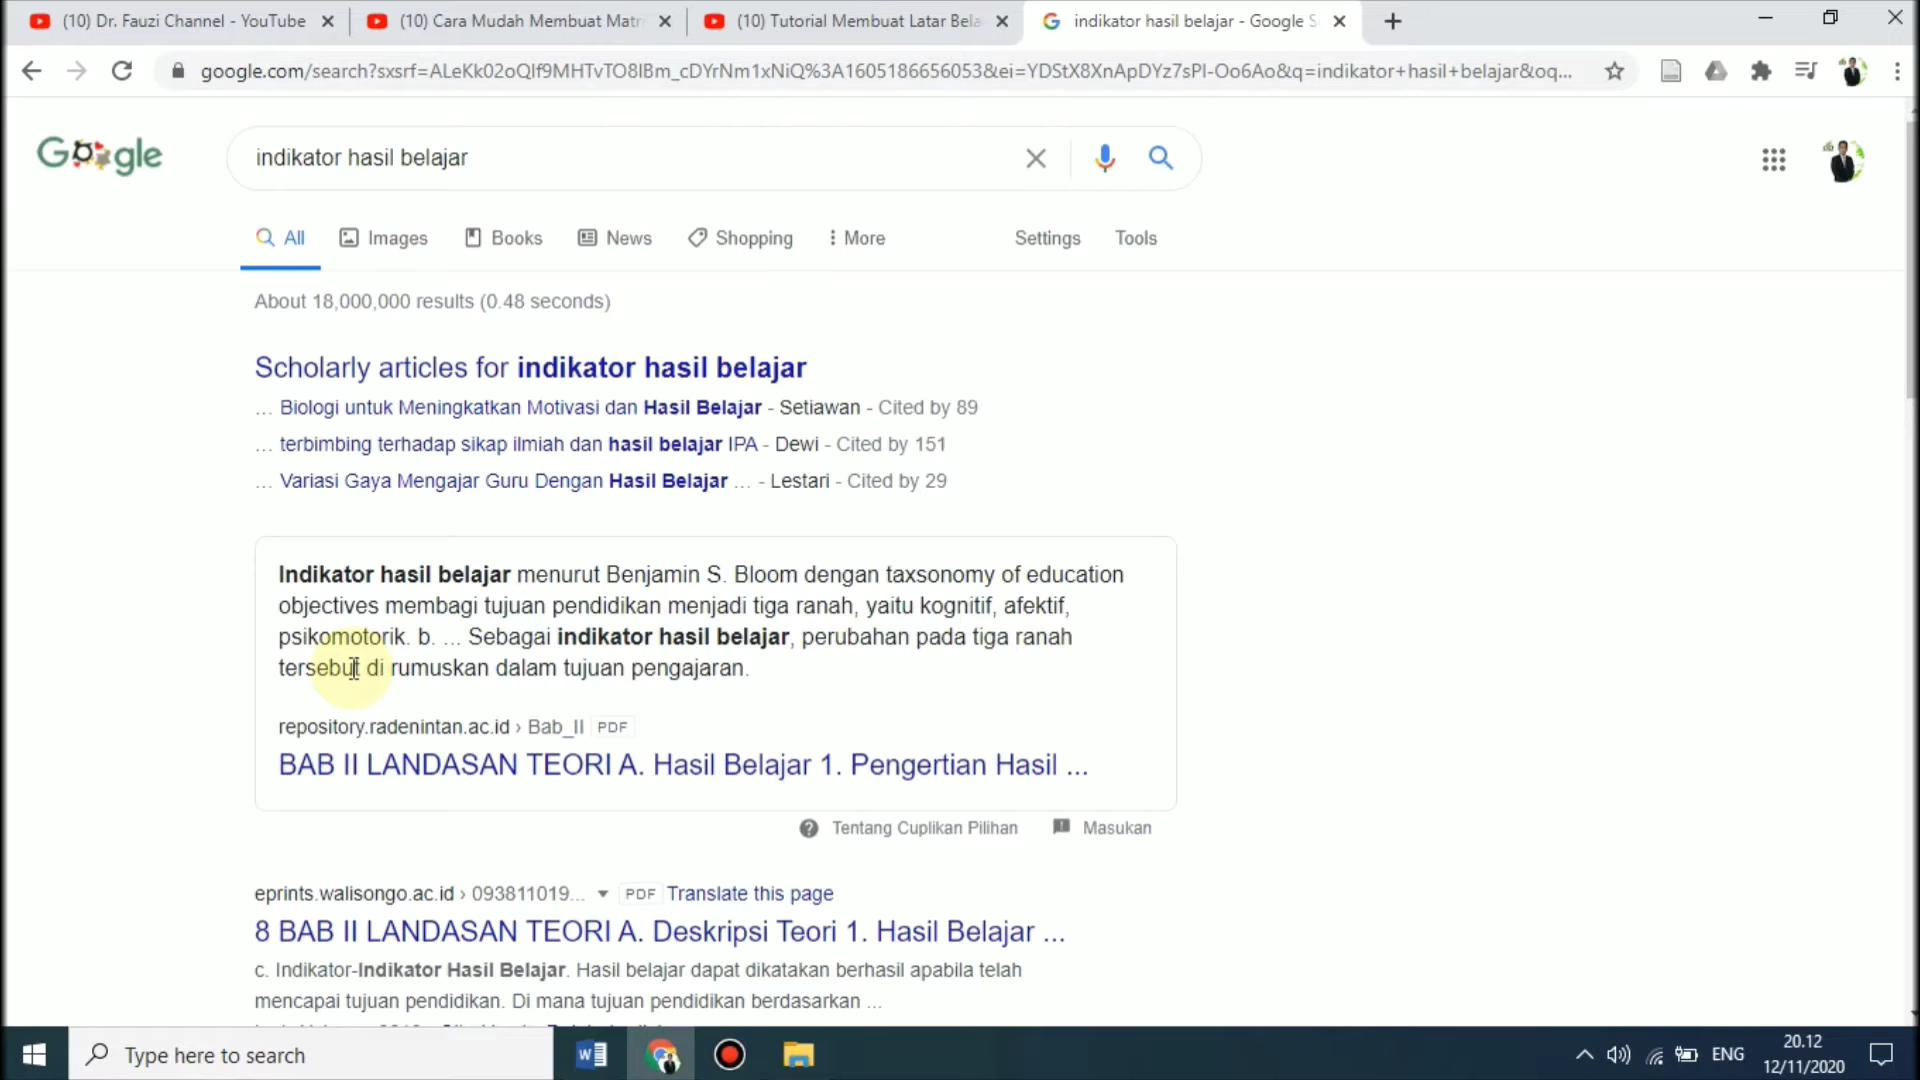 (10) Dr. Fauzi Channel - YouTube
(10) Cara Mudah Membuat Matr
(10) Tutorial Membuat Latar Bela
indikator hasil belajar - Google S
google.com/search?sxsrf=ALeKk02oQIf9MHTvTO8IBm_cDYrNm1xNiQ%3A1605186656053&ei=YDStX8XnApDYz7sPI-Oo6Ao&q=indikator+hasil+belajar&oq...
Google
indikator hasil belajar
All
Images
Books
News
Shopping
More
Settings
Tools
About 18,000,000 results (0.48 seconds)
Scholarly articles for indikator hasil belajar
... Biologi untuk Meningkatkan Motivasi dan Hasil Belajar - Setiawan - Cited by 89
... terbimbing terhadap sikap ilmiah dan hasil belajar IPA - Dewi - Cited by 151
... Variasi Gaya Mengajar Guru Dengan Hasil Belajar ... - Lestari - Cited by 29
Indikator hasil belajar menurut Benjamin S. Bloom dengan taxsonomy of education
objectives membagi tujuan pendidikan menjadi tiga ranah, yaitu kognitif, afektif,
psikomotorik. b. ... Sebagai indikator hasil belajar, perubahan pada tiga ranah
tersebut di rumuskan dalam tujuan pengajaran.
repository.radenintan.ac.id › Bab_II PDF
BAB II LANDASAN TEORI A. Hasil Belajar 1. Pengertian Hasil ...
Tentang Cuplikan Pilihan
Masukan
eprints.walisongo.ac.id › 093811019... PDF Translate this page
8 BAB II LANDASAN TEORI A. Deskripsi Teori 1. Hasil Belajar ...
c. Indikator-Indikator Hasil Belajar. Hasil belajar dapat dikatakan berhasil apabila telah
mencapai tujuan pendidikan. Di mana tujuan pendidikan berdasarkan ...
Type here to search
ENG
20.12
12/11/2020